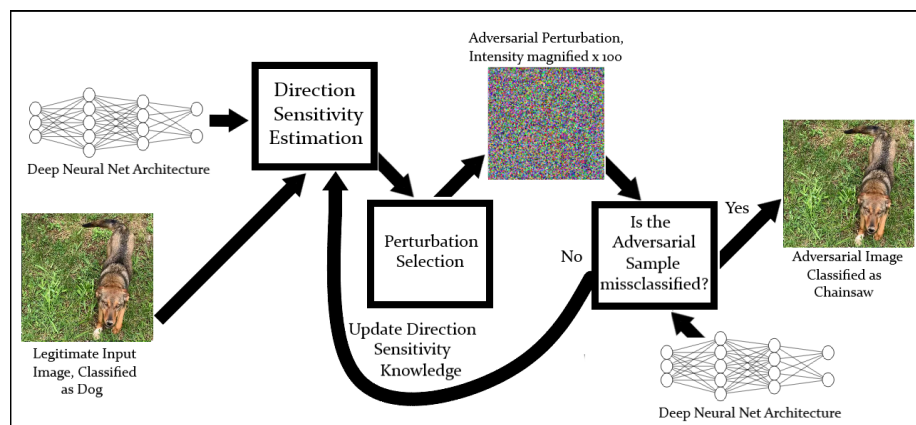 Adversarial Perturbation,
Intensity magnified x 100
Direction
Sensitivity
Estimation
Deep Neural Net Architecture
Perturbation
Selection
Is the
Adversarial
Sample
missclassified?
Yes
No
Adversarial Image
Classified as
Chainsaw
Update Direction
Sensitivity
Knowledge
Legitimate Input
Image, Classified
as Dog
Deep Neural Net Architecture